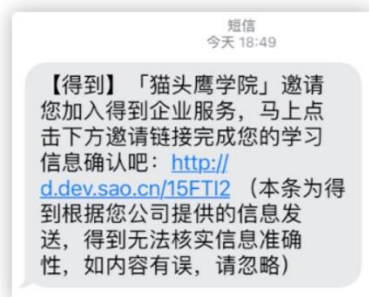 短信
今天 18:49
【得到】「猫头鹰学院」邀请
您加入得到企业服务，马上点
击下方邀请链接完成您的学习
信息确认吧：http://
d.dev.sao.cn/15FTI2（本条为得
到根据您公司提供的信息发
送，得到无法核实信息准确
性，如内容有误，请忽略）